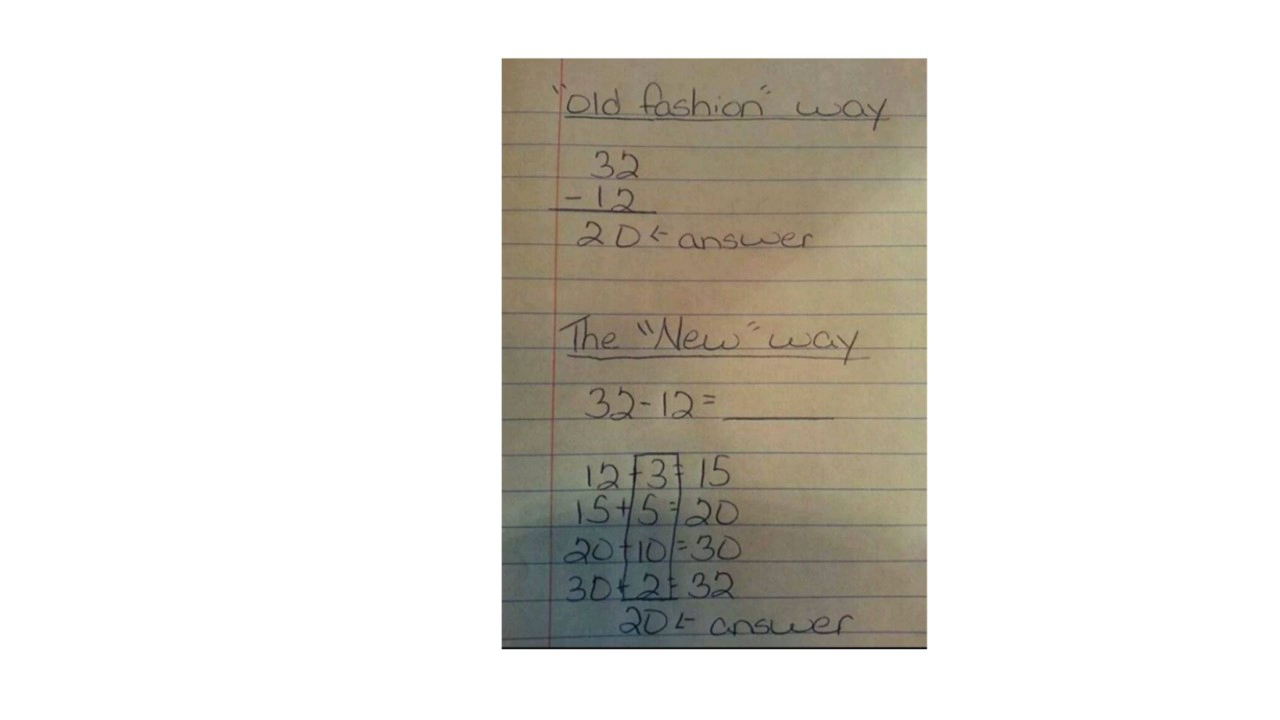 "old fashion" way
32
-12
20 ← answer
The "New" way
32-12= ______
12+3=15
15+5=20
20+10=30
30+2=32
20 ← answer